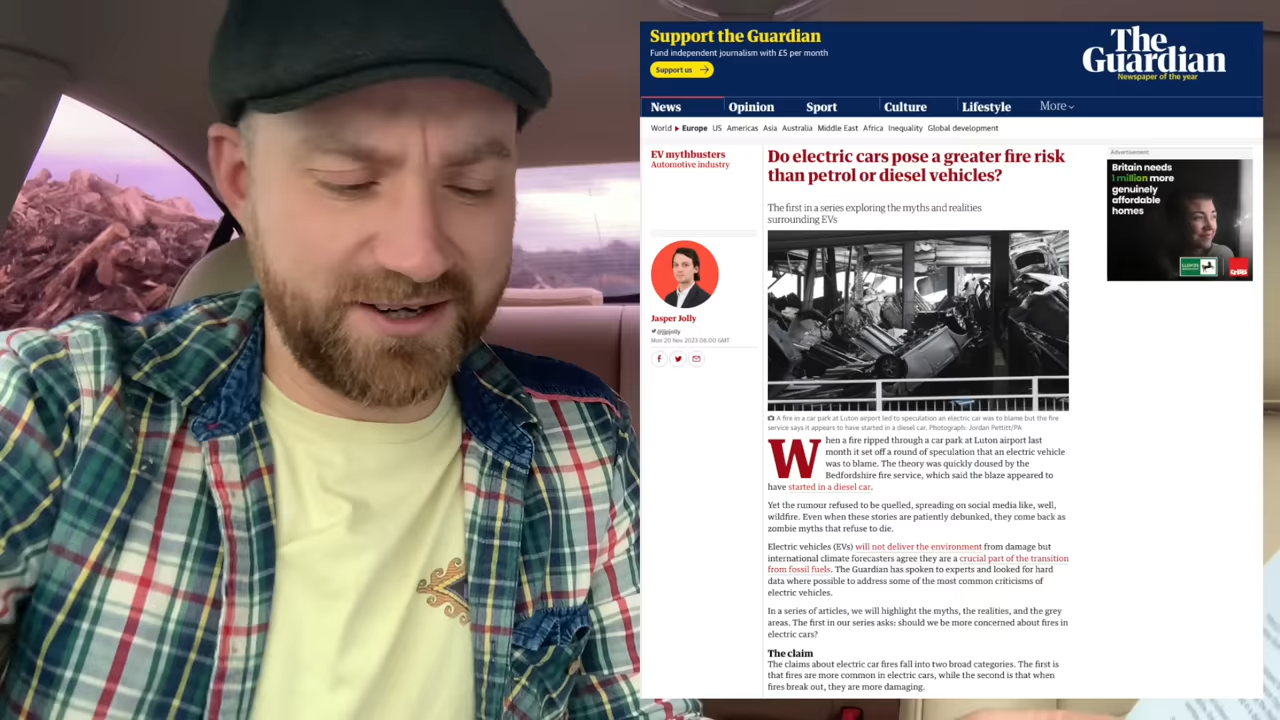 Support the Guardian
Fund independent journalism with £5 per month
Support us
The
Guardian
Newspaper of the year
News
Opinion
Sport
Culture
Lifestyle
More
World
Europe
US
Americas
Asia
Australia
Middle East
Africa
Inequality
Global development
EV mythbusters
Automotive industry
Do electric cars pose a greater fire risk
than petrol or diesel vehicles?
The first in a series exploring the myths and realities
surrounding EVs
Jasper Jolly
@jjpjolly
Mon 20 Nov 2023 06.00 GMT
A fire in a car park at Luton airport led to speculation an electric car was to blame but the fire
service says it appears to have started in a diesel car. Photograph: Jordan Pettitt/PA
When a fire ripped through a car park at Luton airport last
month it set off a round of speculation that an electric vehicle
was to blame. The theory was quickly doused by the
Bedfordshire fire service, which said the blaze appeared to
have started in a diesel car.
Yet the rumour refused to be quelled, spreading on social media like, well,
wildfire. Even when these stories are patiently debunked, they come back as
zombie myths that refuse to die.
Electric vehicles (EVs) will not deliver the environment from damage but
international climate forecasters agree they are a crucial part of the transition
from fossil fuels. The Guardian has spoken to experts and looked for hard
data where possible to address some of the most common criticisms of
electric vehicles.
In a series of articles, we will highlight the myths, the realities, and the grey
areas. The first in our series asks: should we be more concerned about fires in
electric cars?
The claim
The claims about electric car fires fall into two broad categories. The first is
that fires are more common in electric cars, while the second is that when
fires break out, they are more damaging.
Advertisement
Britain needs
1 million more
genuinely
affordable
homes